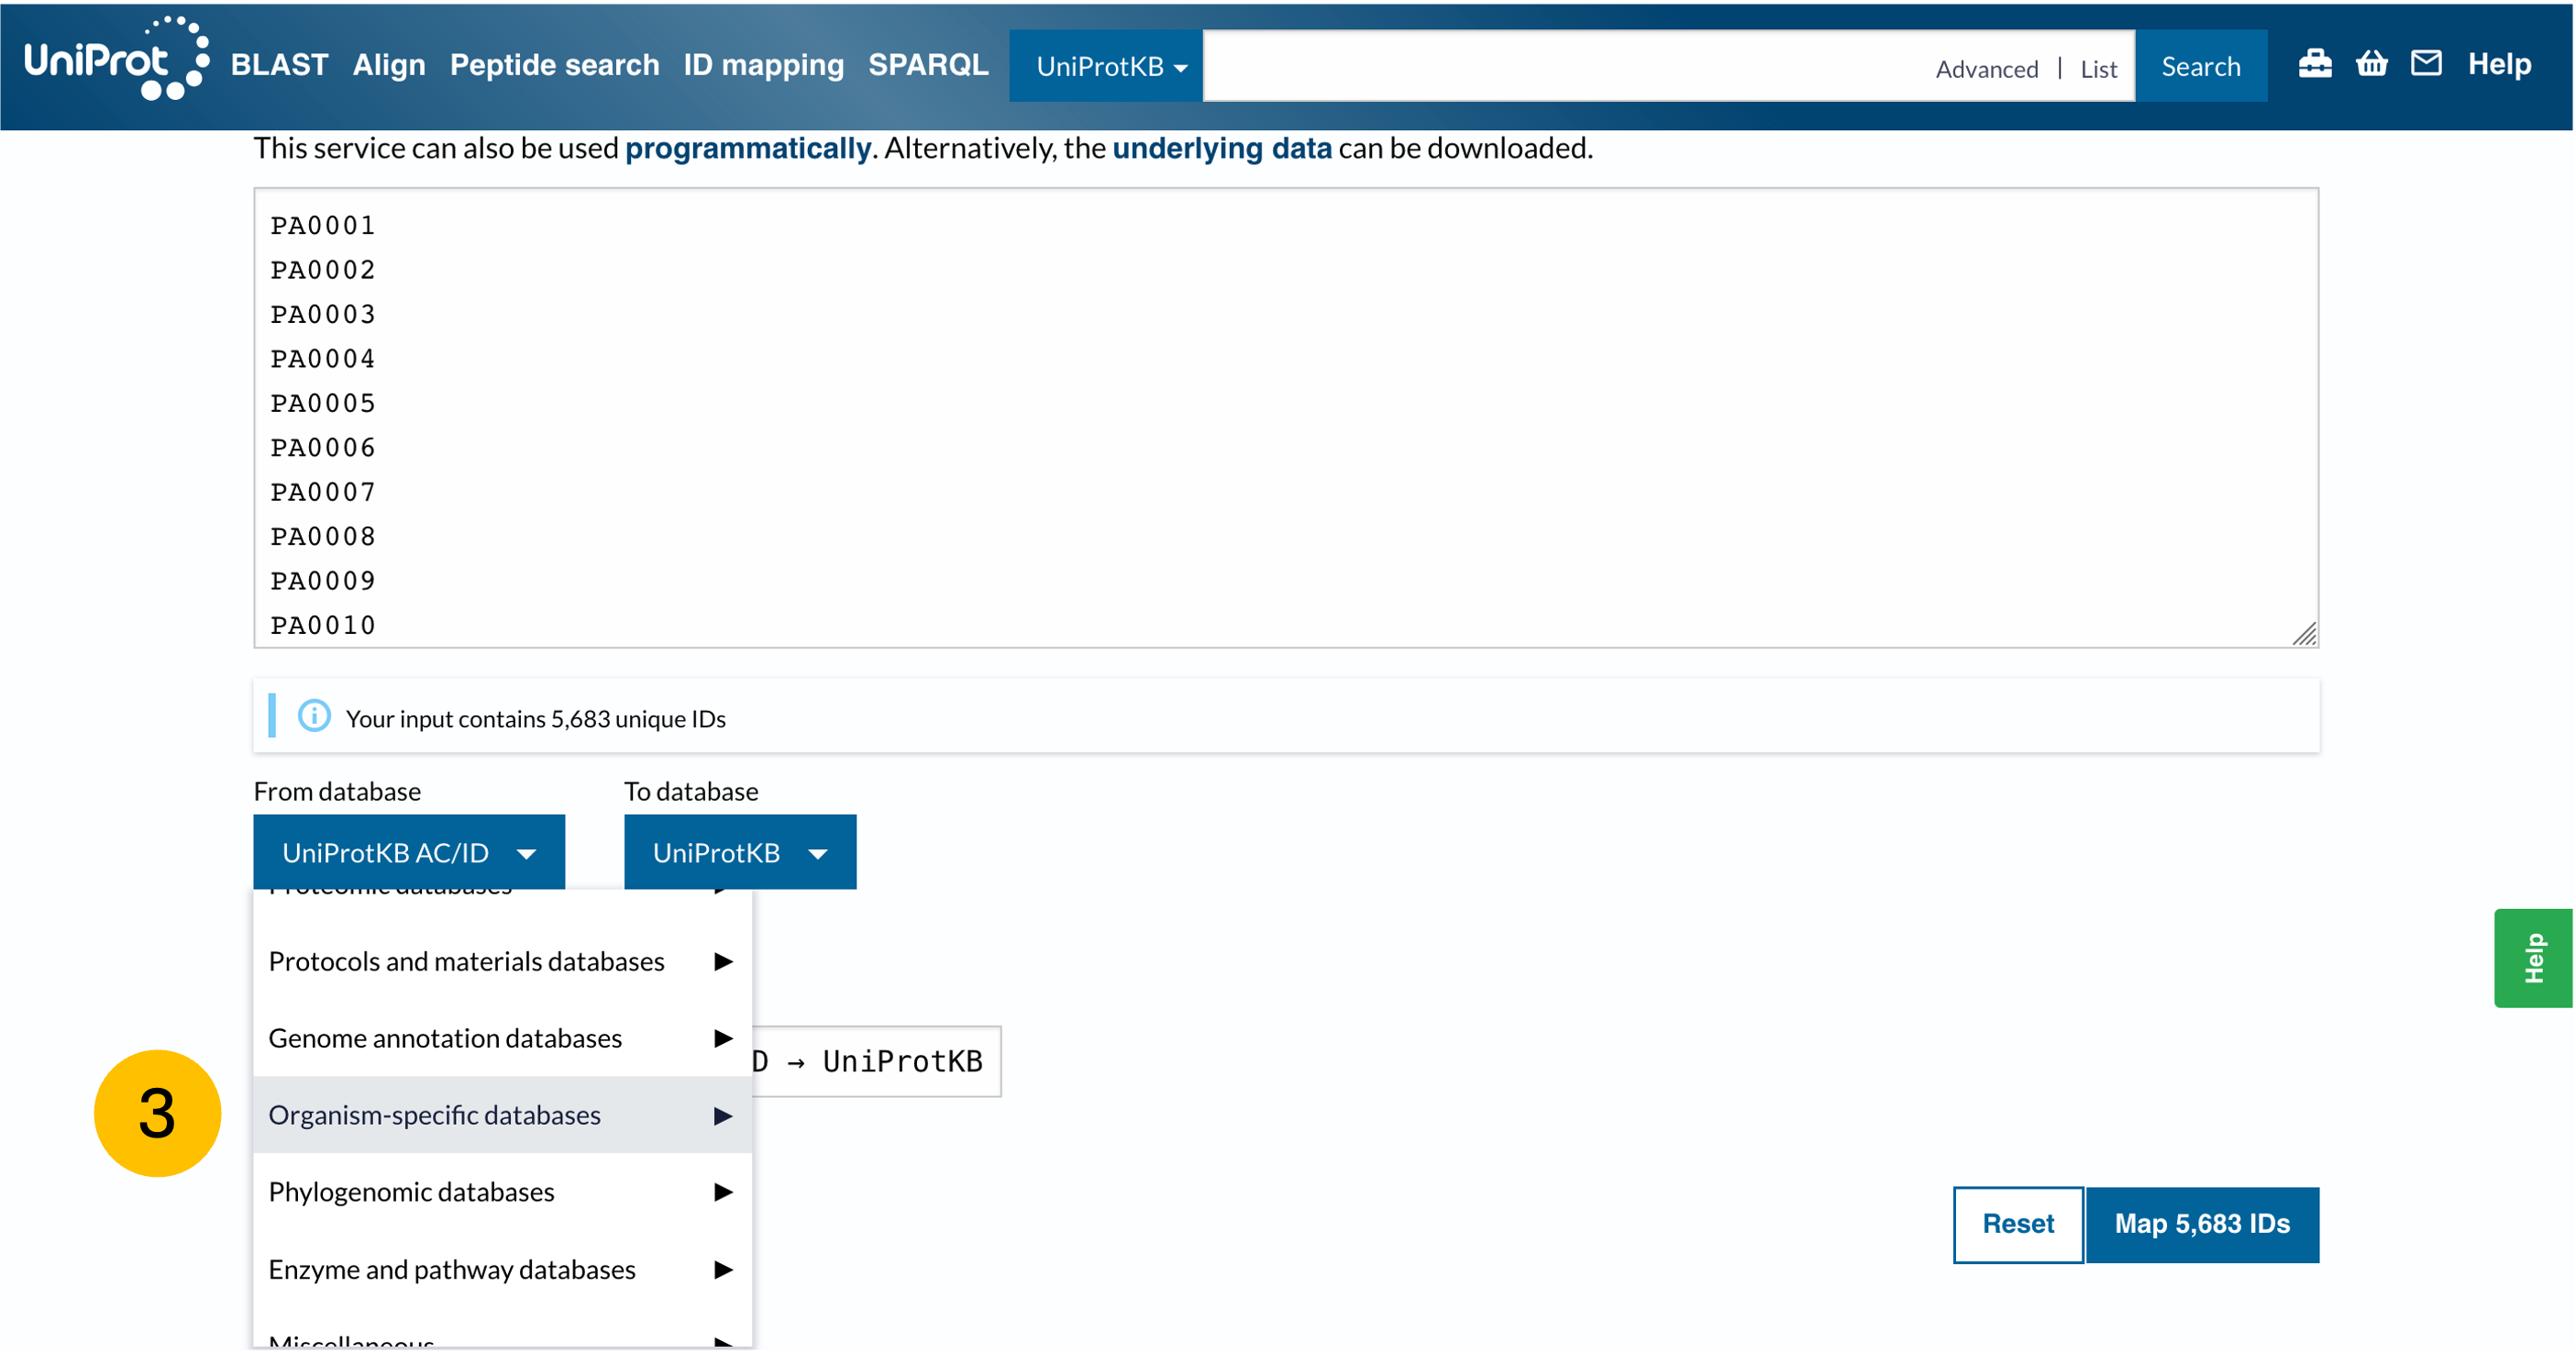 UniProt BLAST Align Peptide search ID mapping SPARQL UniProtKB Advanced | List Search Help
This service can also be used programmatically. Alternatively, the underlying data can be downloaded.
PA0001
PA0002
PA0003
PA0004
PA0005
PA0006
PA0007
PA0008
PA0009
PA0010
Your input contains 5,683 unique IDs
From database To database
UniProtKB AC/ID UniProtKB
Proteomic databases
Protocols and materials databases
Help
Genome annotation databases
D → UniProtKB
3
Organism-specific databases
Phylogenomic databases
Reset Map 5,683 IDs
Enzyme and pathway databases
Miscellaneous